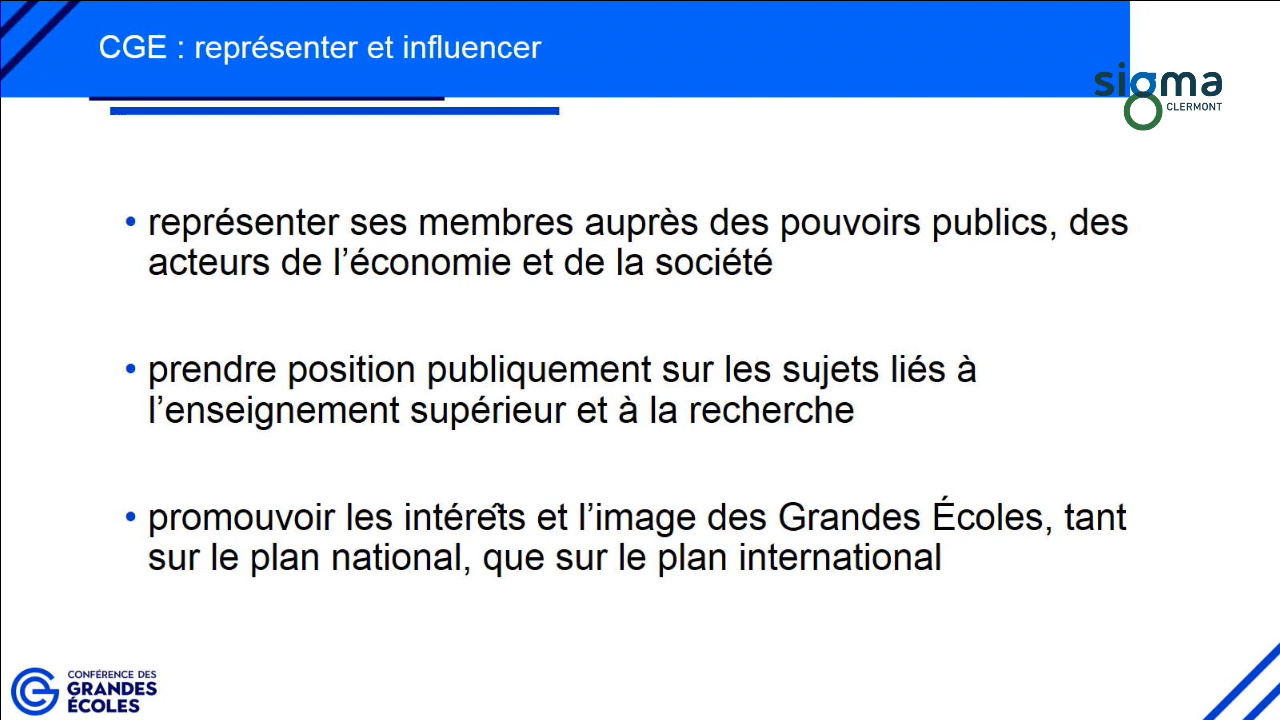 CGE : représenter et influencer
sigma
CLERMONT
• représenter ses membres auprès des pouvoirs publics, des
acteurs de l’économie et de la société
• prendre position publiquement sur les sujets liés à
l’enseignement supérieur et à la recherche
• promouvoir les intérêts et l’image des Grandes Écoles, tant
sur le plan national, que sur le plan international
CONFÉRENCE DES
GRANDES
ÉCOLES